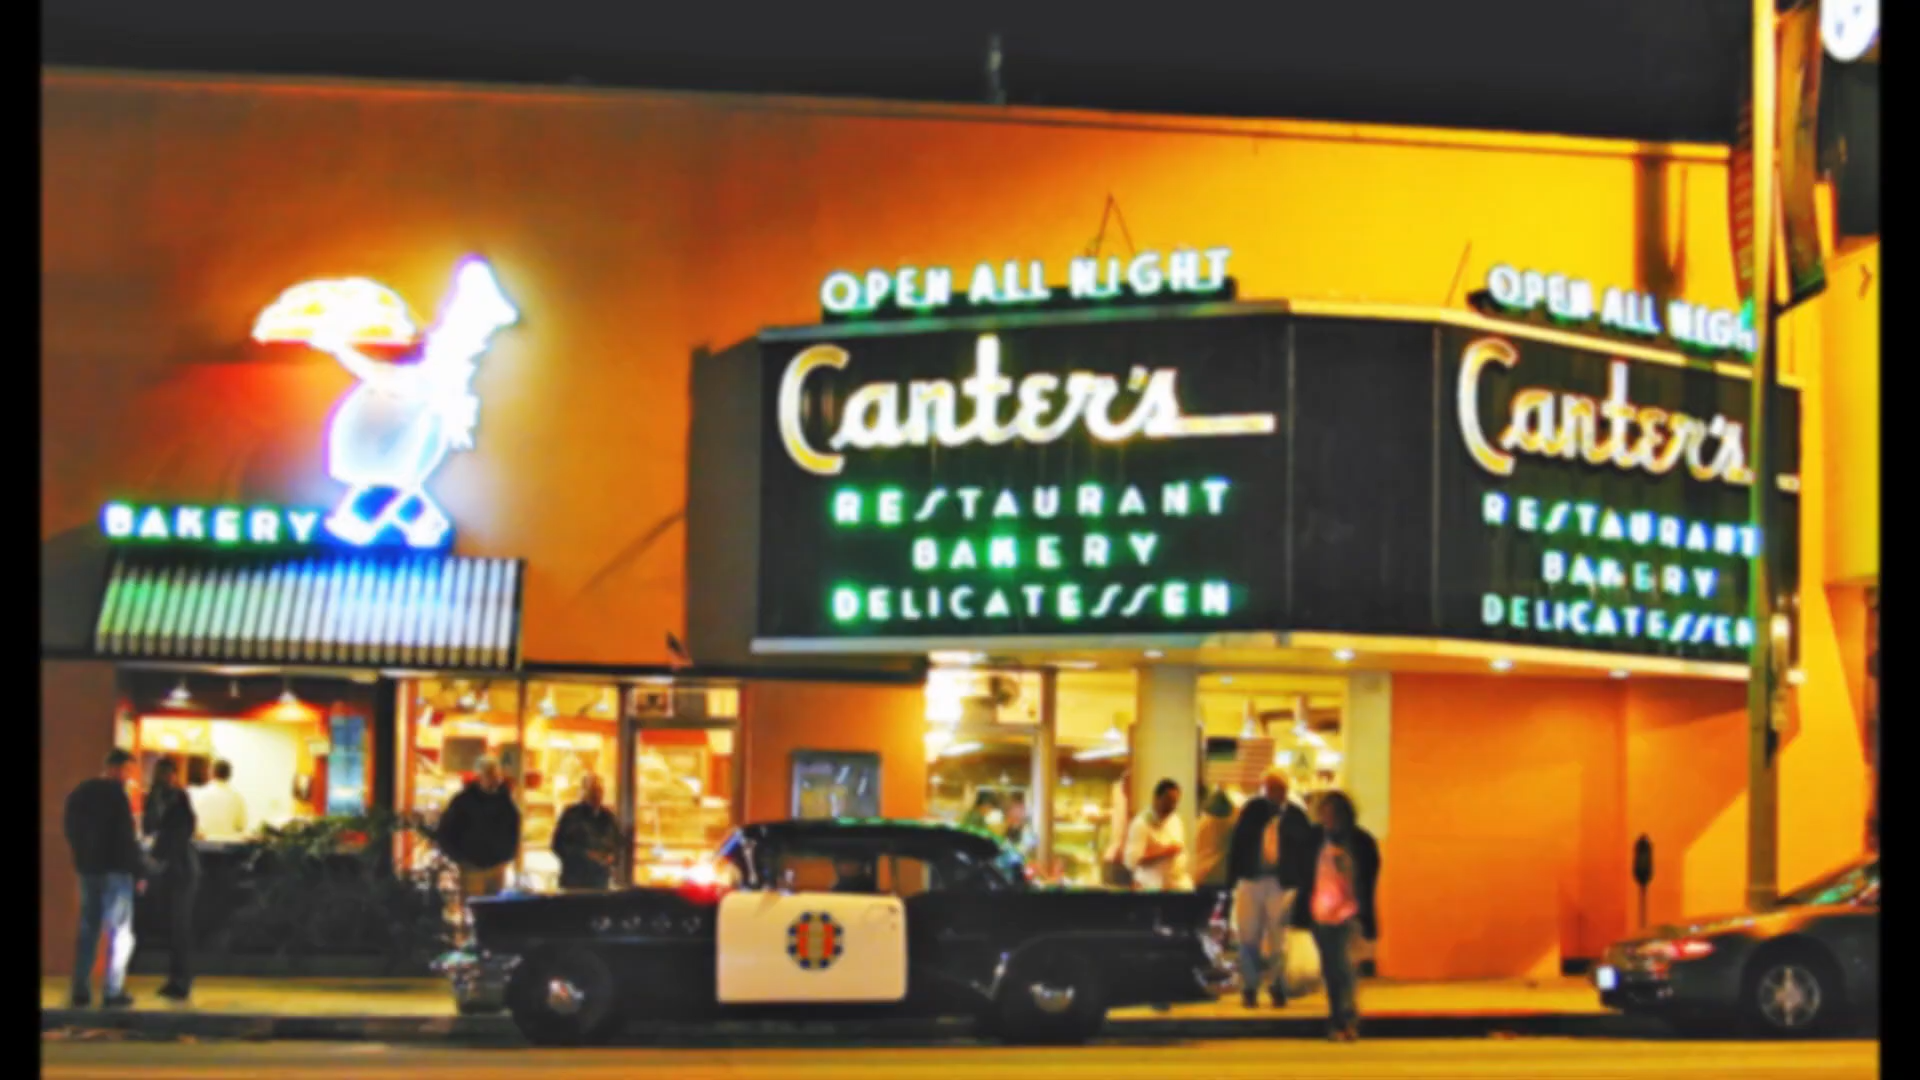 OPEN ALL NIGHT
Canter's
RESTAURANT
BAKERY
DELICATESSEN
OPEN ALL NIGH
Canter's
RESTAURANT
BAKERY
DELICATESSEN
BAKERY